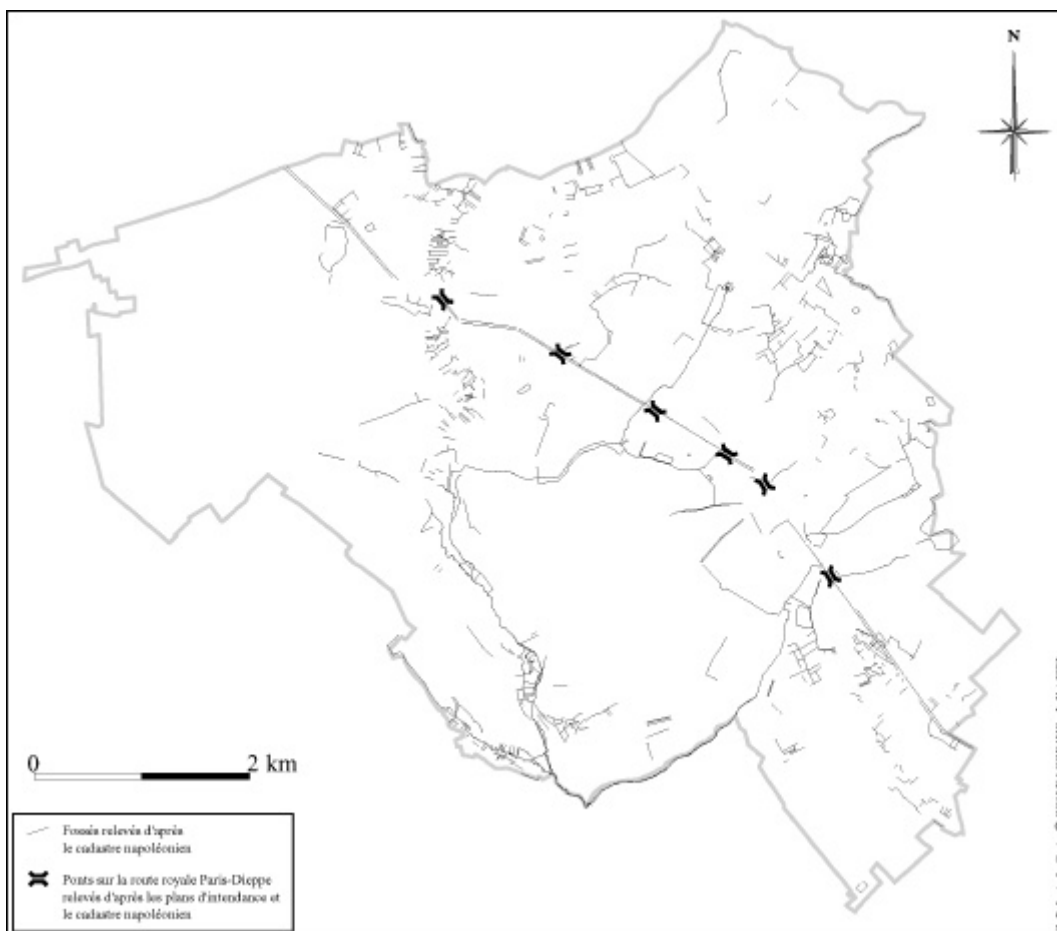 N
0 2 km
Fossés relevés d'après
le cadastre napoléonien
Ponts sur la route royale Paris-Dieppe
relevés d'après les plans d'intendance et
le cadastre napoléonien